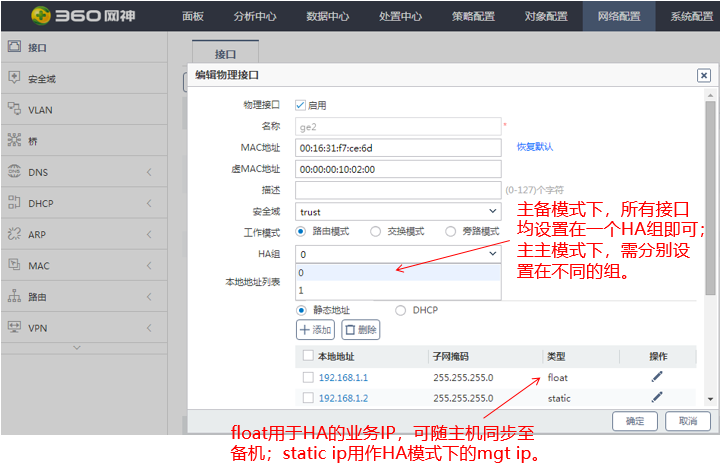 360网神
面板 分析中心 数据中心 处置中心 策略配置 对象配置 网络配置 系统配置
接口
安全域
VLAN
桥
DNS
DHCP
ARP
MAC
路由
VPN
接口
编辑物理接口
物理接口 启用
名称 ge2 *
MAC地址 00:16:31:f7:ce:6d 恢复默认
虚MAC地址 00:00:00:10:02:00
描述 (0-127)个字符
安全域 trust
工作模式 路由模式 交换模式 旁路模式
HA组 0
0
1
本地地址列表
静态地址 DHCP
添加 删除
本地地址 子网掩码 类型 操作
192.168.1.1 255.255.255.0 float
192.168.1.2 255.255.255.0 static
确定 取消
主备模式下，所有接口
均设置在一个HA组即可；
主主模式下，需分别设
置在不同的组。
float用于HA的业务IP，可随主机同步至
备机；static ip用作HA模式下的mgt ip。